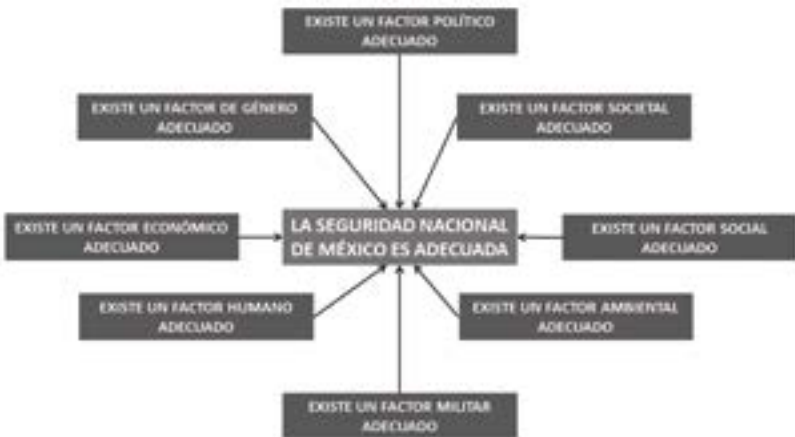 EXISTE UN FACTOR POLÍTICO
ADECUADO
EXISTE UN FACTOR DE GÉNERO
ADECUADO
EXISTE UN FACTOR SOCIETAL
ADECUADO
EXISTE UN FACTOR ECONÓMICO
ADECUADO
LA SEGURIDAD NACIONAL
DE MÉXICO ES ADECUADA
EXISTE UN FACTOR SOCIAL
ADECUADO
EXISTE UN FACTOR HUMANO
ADECUADO
EXISTE UN FACTOR AMBIENTAL
ADECUADO
EXISTE UN FACTOR MILITAR
ADECUADO